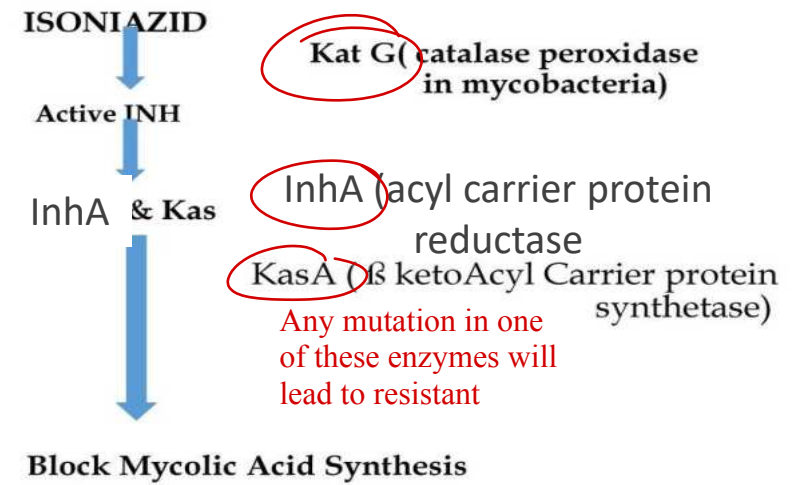 ISONIAZID
Kat G( catalase peroxidase
in mycobacteria)
Active INH
InhA & Kas
InhA (acyl carrier protein
reductase
KasA ( ß ketoAcyl Carrier protein
synthetase)
Any mutation in one
of these enzymes will
lead to resistant
Block Mycolic Acid Synthesis